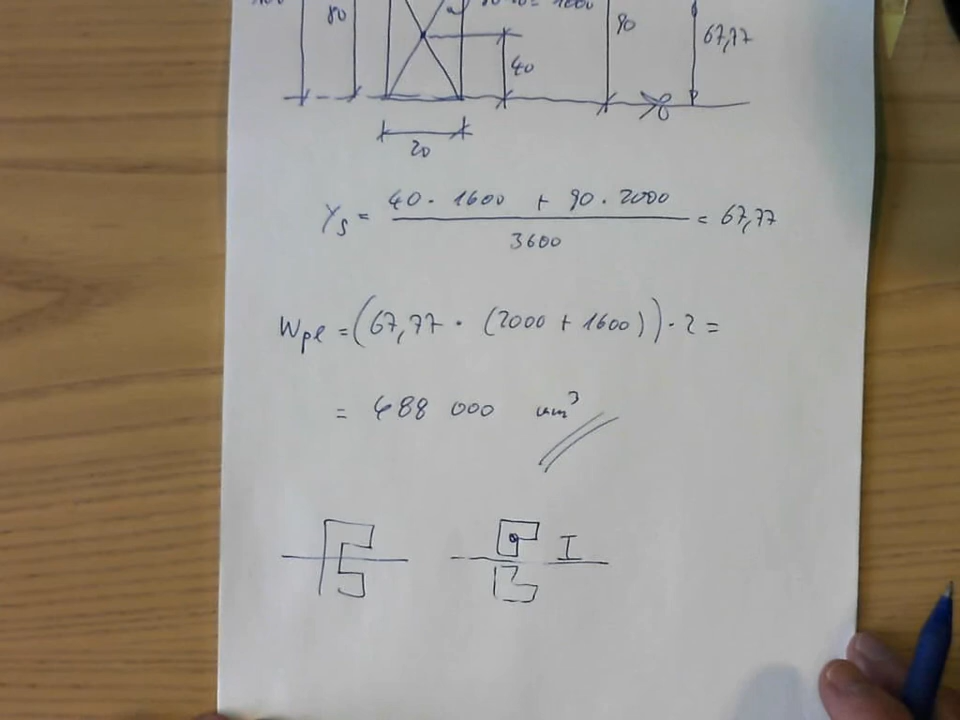 80
90
67,77
40
20
Ys = 40 · 1600 + 90 · 2000 / 3600 = 67,77
Wpl = (67,77 · (2000 + 1600)) · 2 =
= 488 000 mm³
I